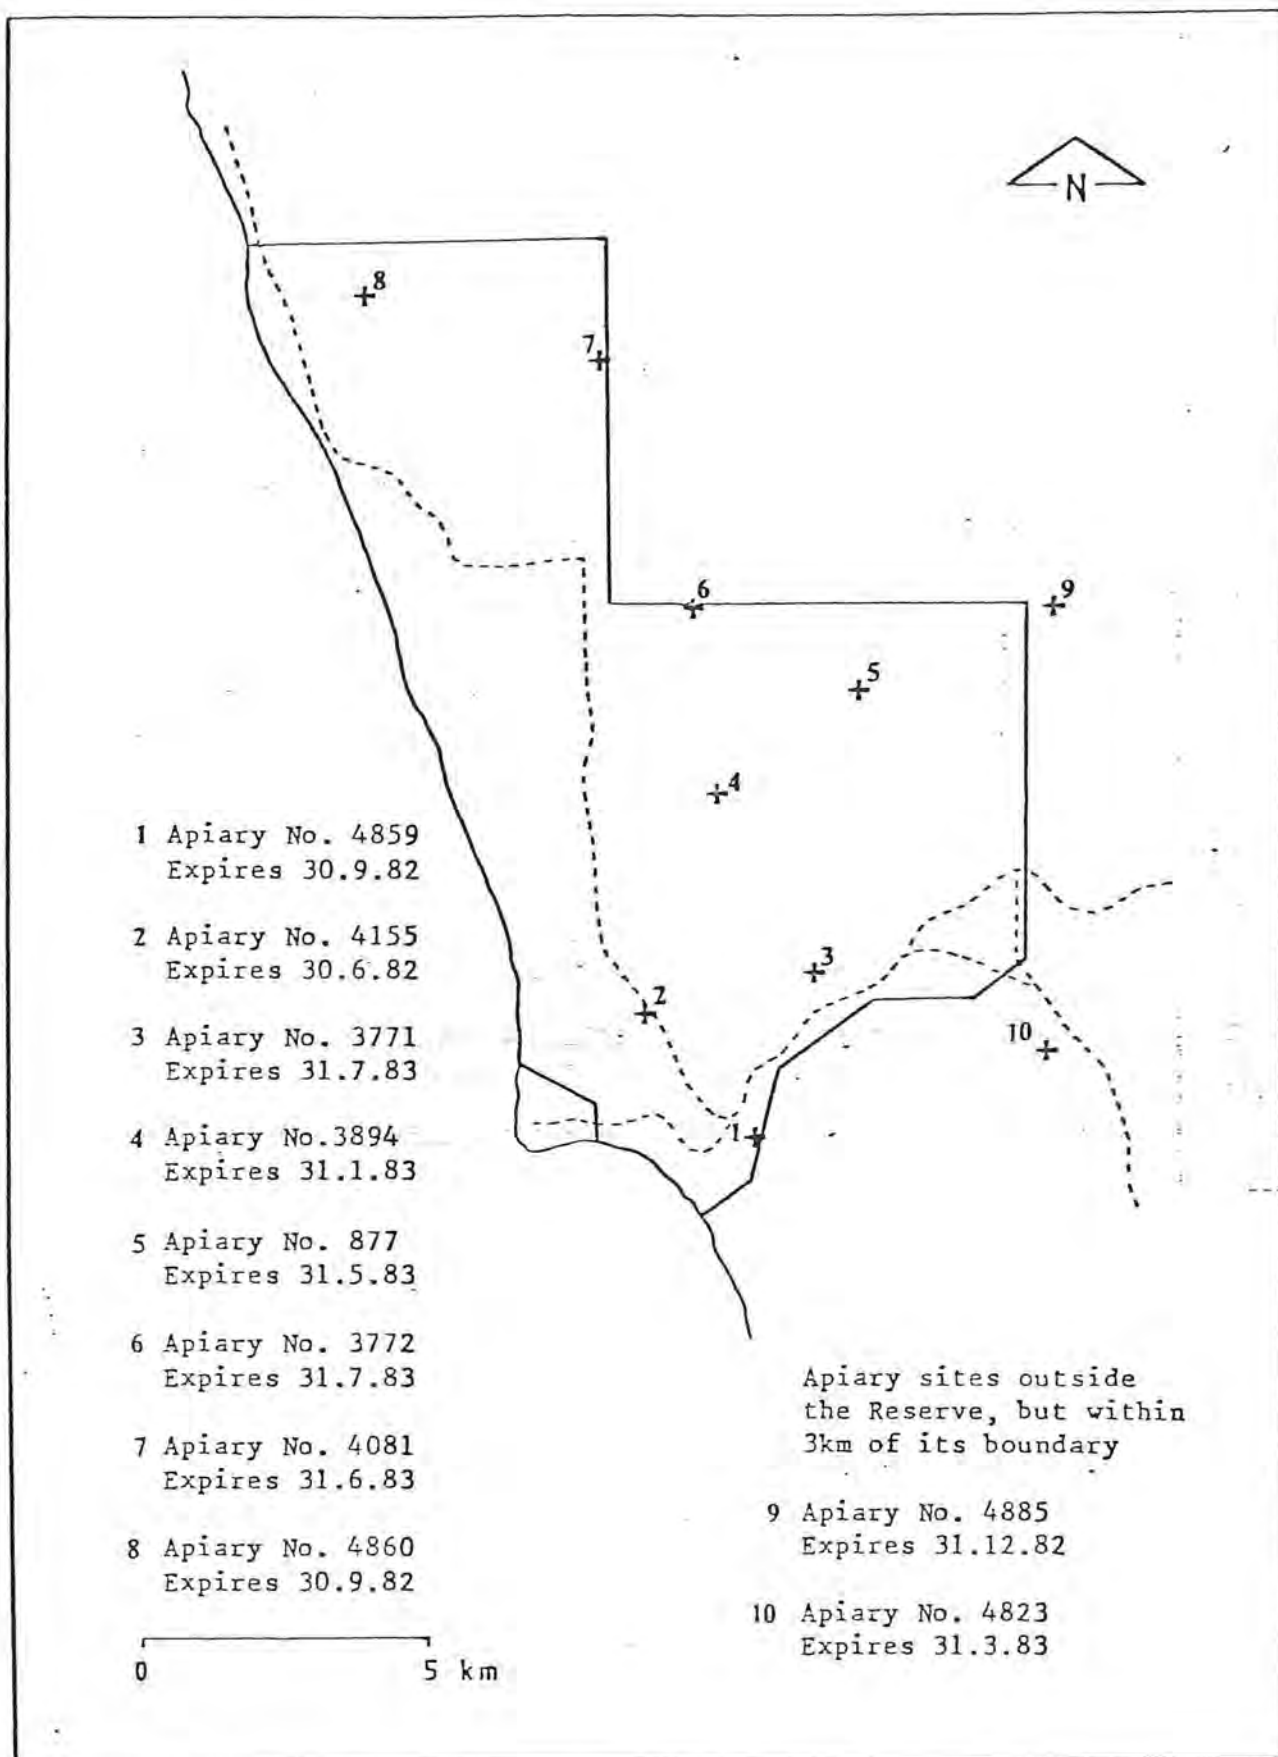 N
8
7
6
9
5
4
3
2
10
1
1 Apiary No. 4859
Expires 30.9.82
2 Apiary No. 4155
Expires 30.6.82
3 Apiary No. 3771
Expires 31.7.83
4 Apiary No.3894
Expires 31.1.83
5 Apiary No. 877
Expires 31.5.83
6 Apiary No. 3772
Expires 31.7.83
7 Apiary No. 4081
Expires 31.6.83
8 Apiary No. 4860
Expires 30.9.82
0 5 km
Apiary sites outside
the Reserve, but within
3km of its boundary
9 Apiary No. 4885
Expires 31.12.82
10 Apiary No. 4823
Expires 31.3.83